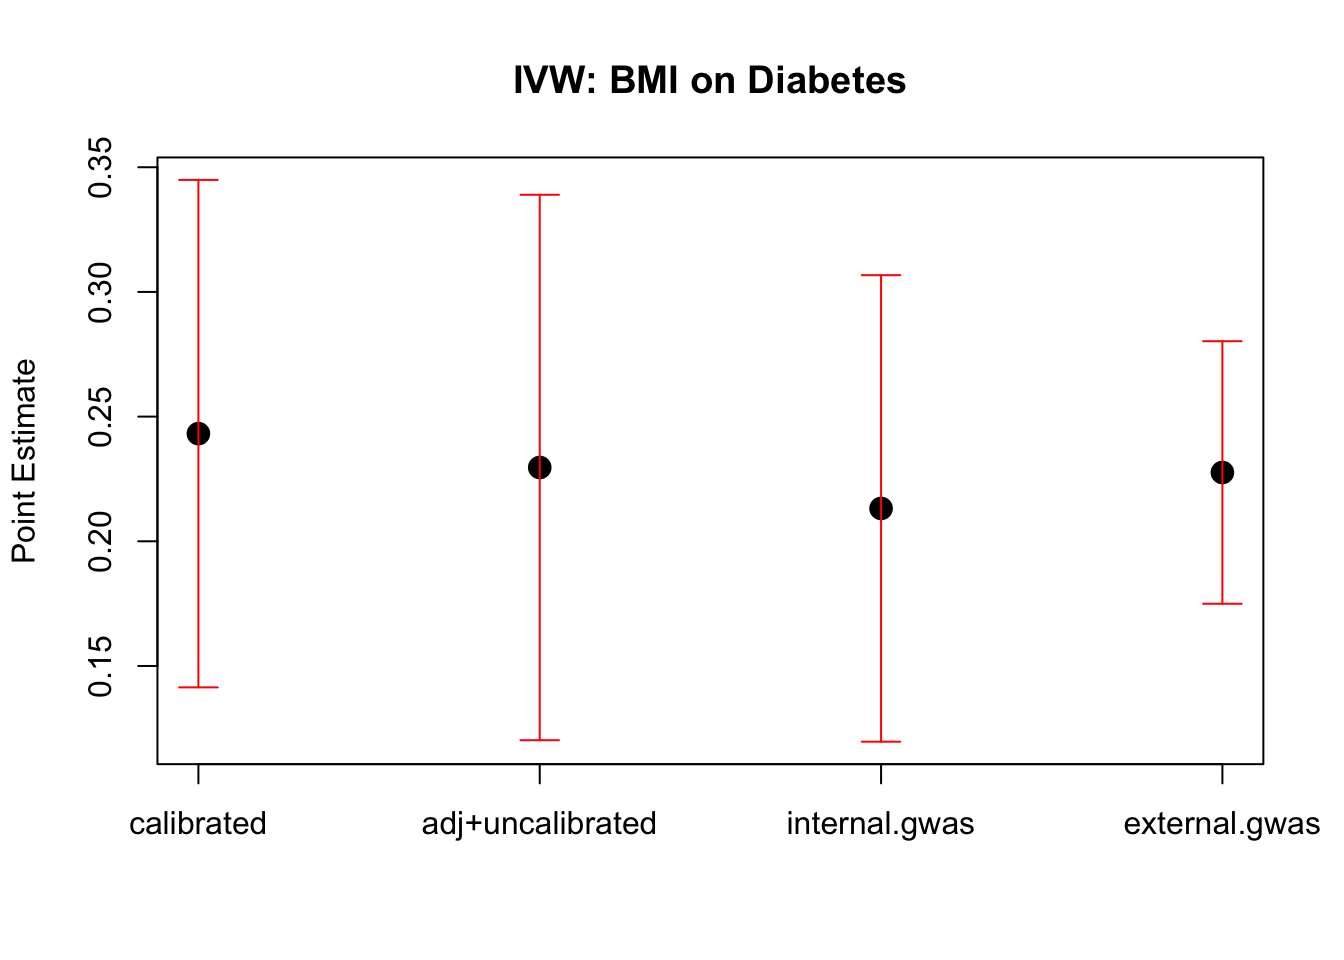 IVW: BMI on Diabetes
Point Estimate
0.35
0.30
0.25
0.20
0.15
calibrated
adj+uncalibrated
internal.gwas
external.gwas